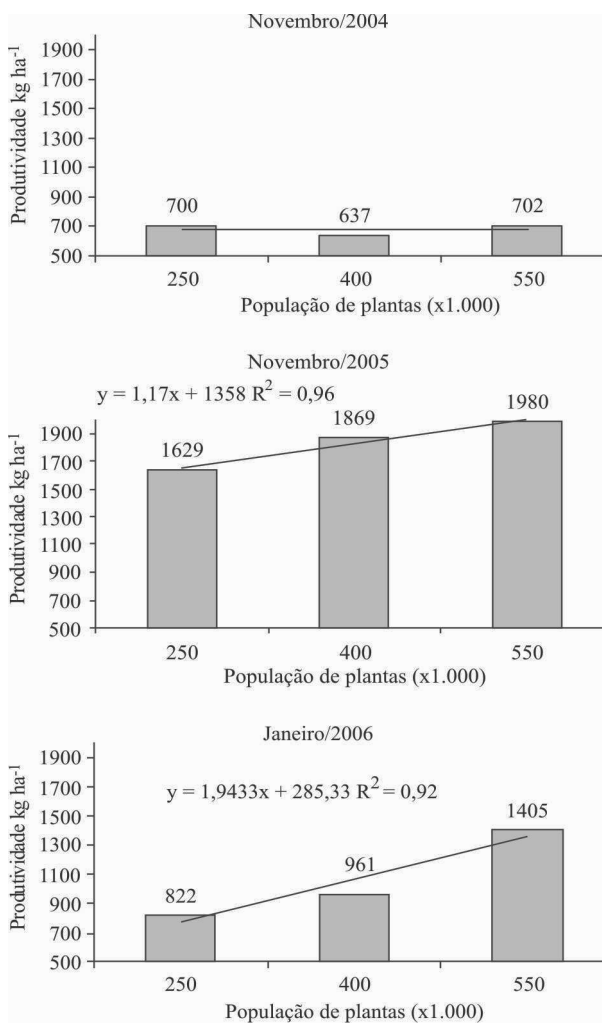 Novembro/2004
Produtividade kg ha⁻¹
1900
1700
1500
1300
1100
900
700
500
700 637 702
250 400 550
População de plantas (x1.000)
Novembro/2005
y = 1,17x + 1358 R² = 0,96
Produtividade kg ha⁻¹
1900
1700
1500
1300
1100
900
700
500
1629 1869 1980
250 400 550
População de plantas (x1.000)
Janeiro/2006
y = 1,9433x + 285,33 R² = 0,92
Produtividade kg ha⁻¹
1900
1700
1500
1300
1100
900
700
500
822 961 1405
250 400 550
População de plantas (x1.000)